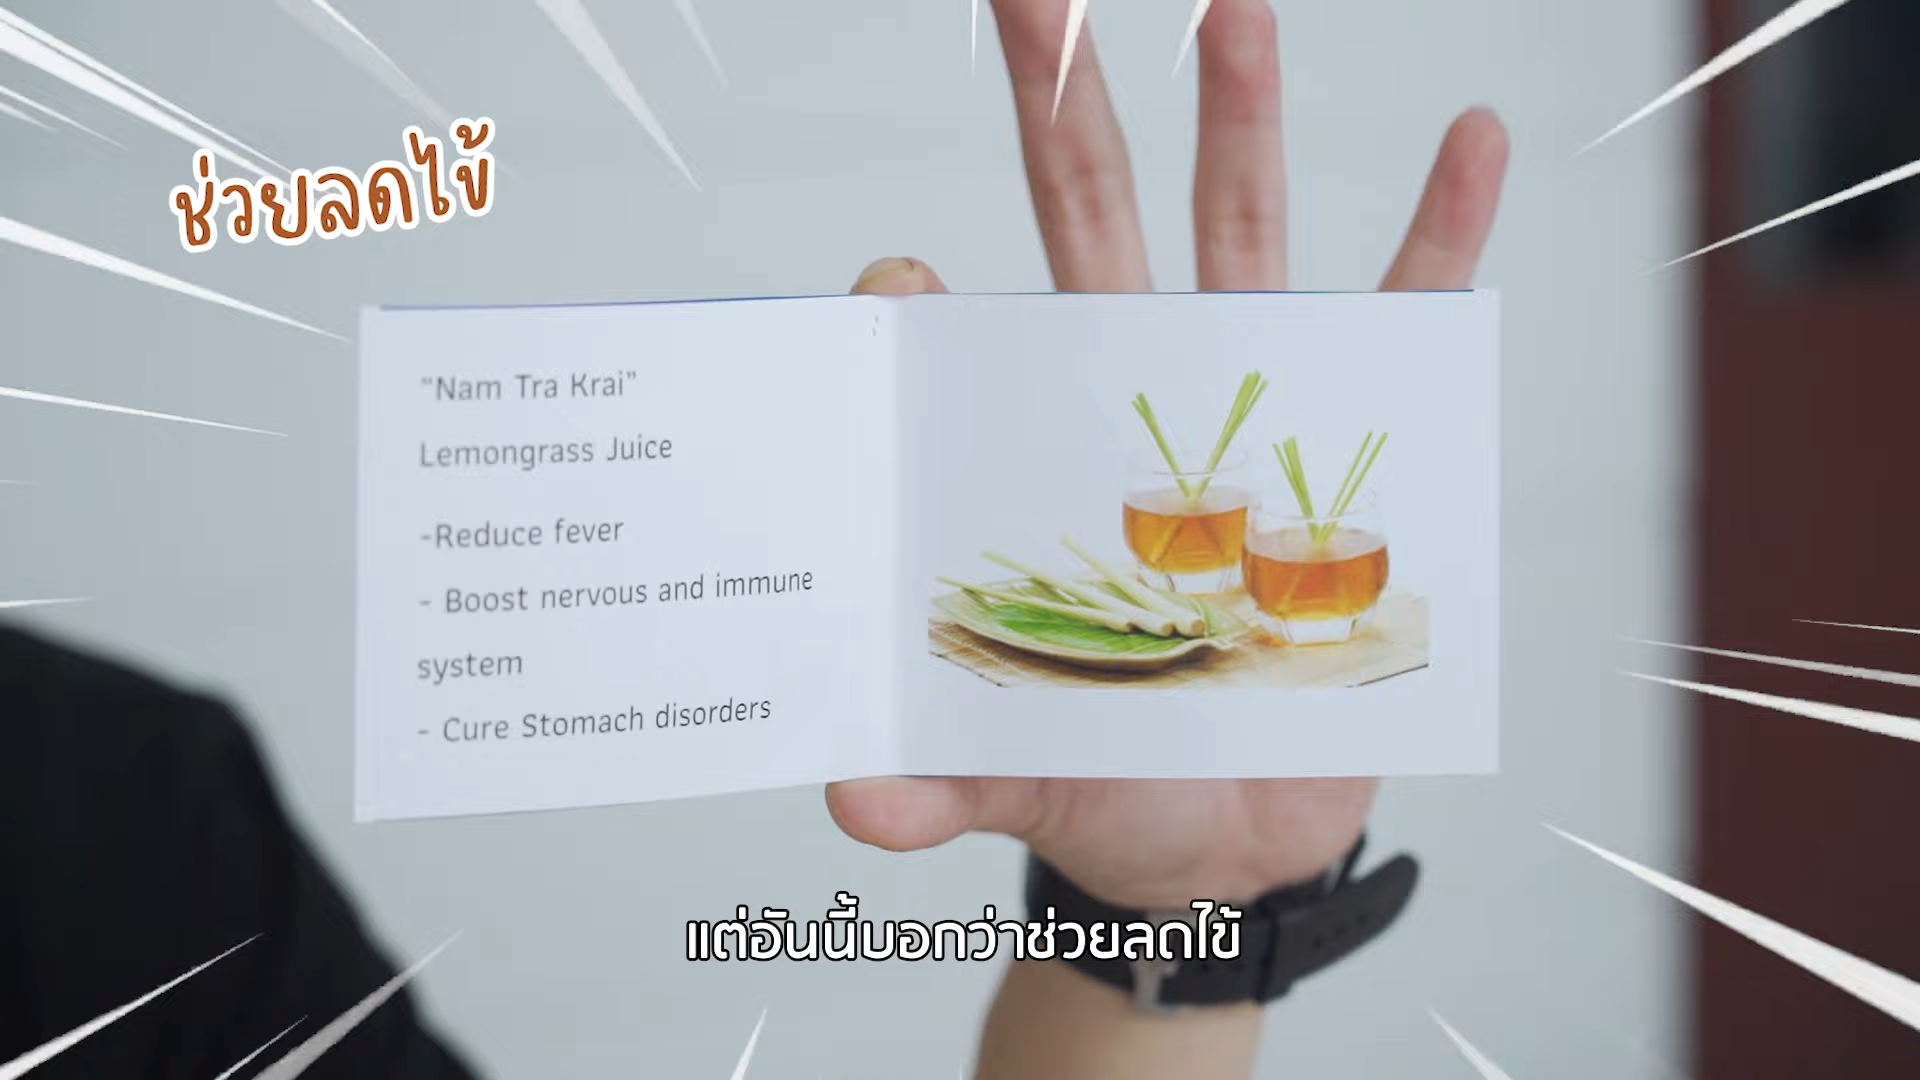 ช่วยลดไข้
"Nam Tra Krai"
Lemongrass Juice
-Reduce fever
- Boost nervous and immune
system
- Cure Stomach disorders
แต่อันนี้บอกว่าช่วยลดไข้